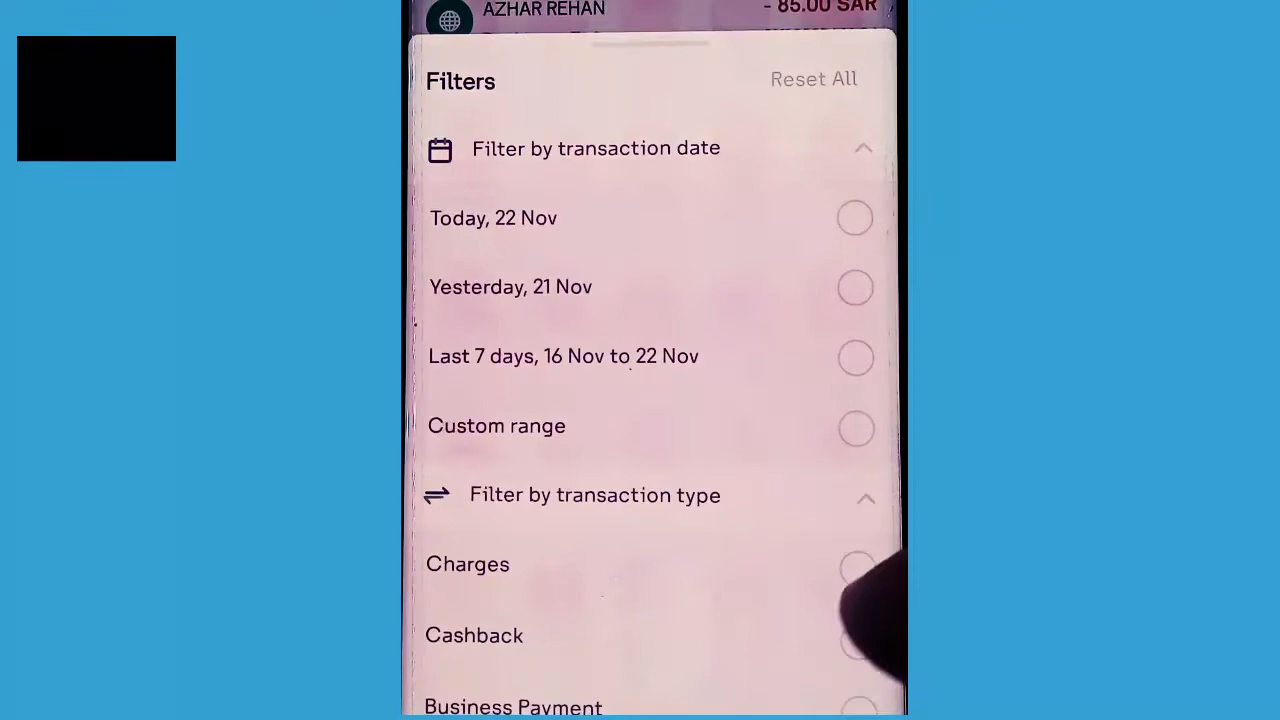 AZHAR REHAN
- 85.00 SAR
Filters
Reset All
Filter by transaction date
Today, 22 Nov
Yesterday, 21 Nov
Last 7 days, 16 Nov to 22 Nov
Custom range
Filter by transaction type
Charges
Cashback
Business Payment